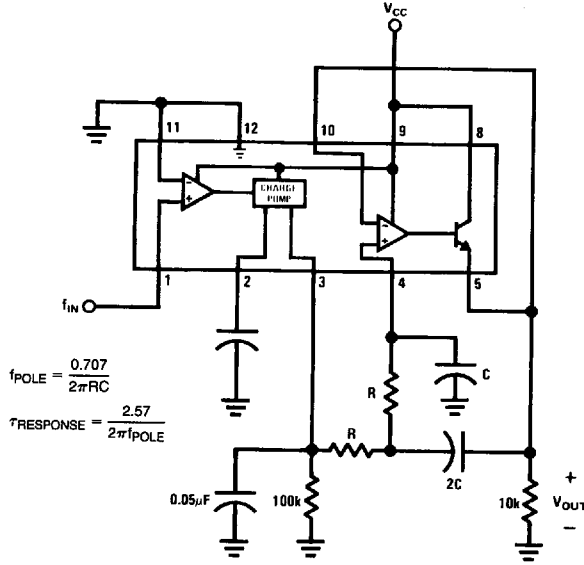 VCC
11
12
10
9
8
CHARGE
PUMP
−
+
−
+
1
2
3
4
5
fIN
C
R
fPOLE = 0.707 / 2πRC
τRESPONSE = 2.57 / 2πfPOLE
R
2C
0.05μF
100k
10k
+
VOUT
−